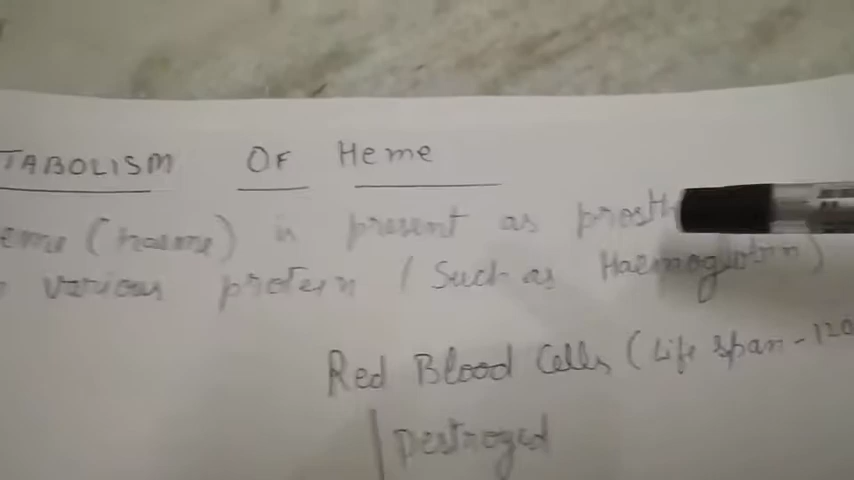 TABOLISM OF Heme
eme (haeme) is present as prosth
various protein (Such as Haemoglobin)
Red Blood Cells (Life span - 120
Destroyed